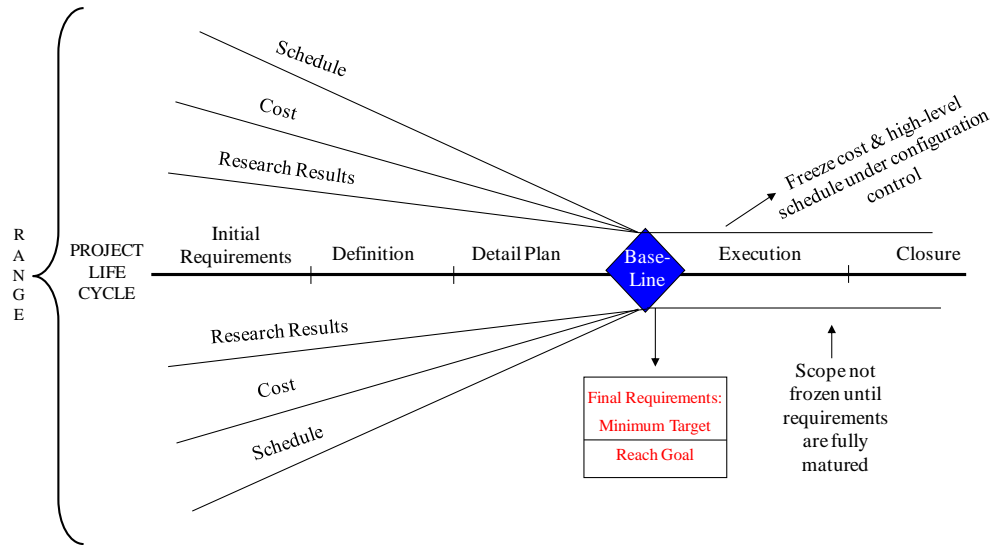 Schedule
Cost
Research Results
Freeze cost & high-level
schedule under configuration
control
R
A
N
G
E
PROJECT
LIFE
CYCLE
Initial
Requirements
Definition
Detail Plan
Base-
Line
Execution
Closure
Research Results
Cost
Schedule
Final Requirements:
Minimum Target
Reach Goal
Scope not
frozen until
requirements
are fully
matured